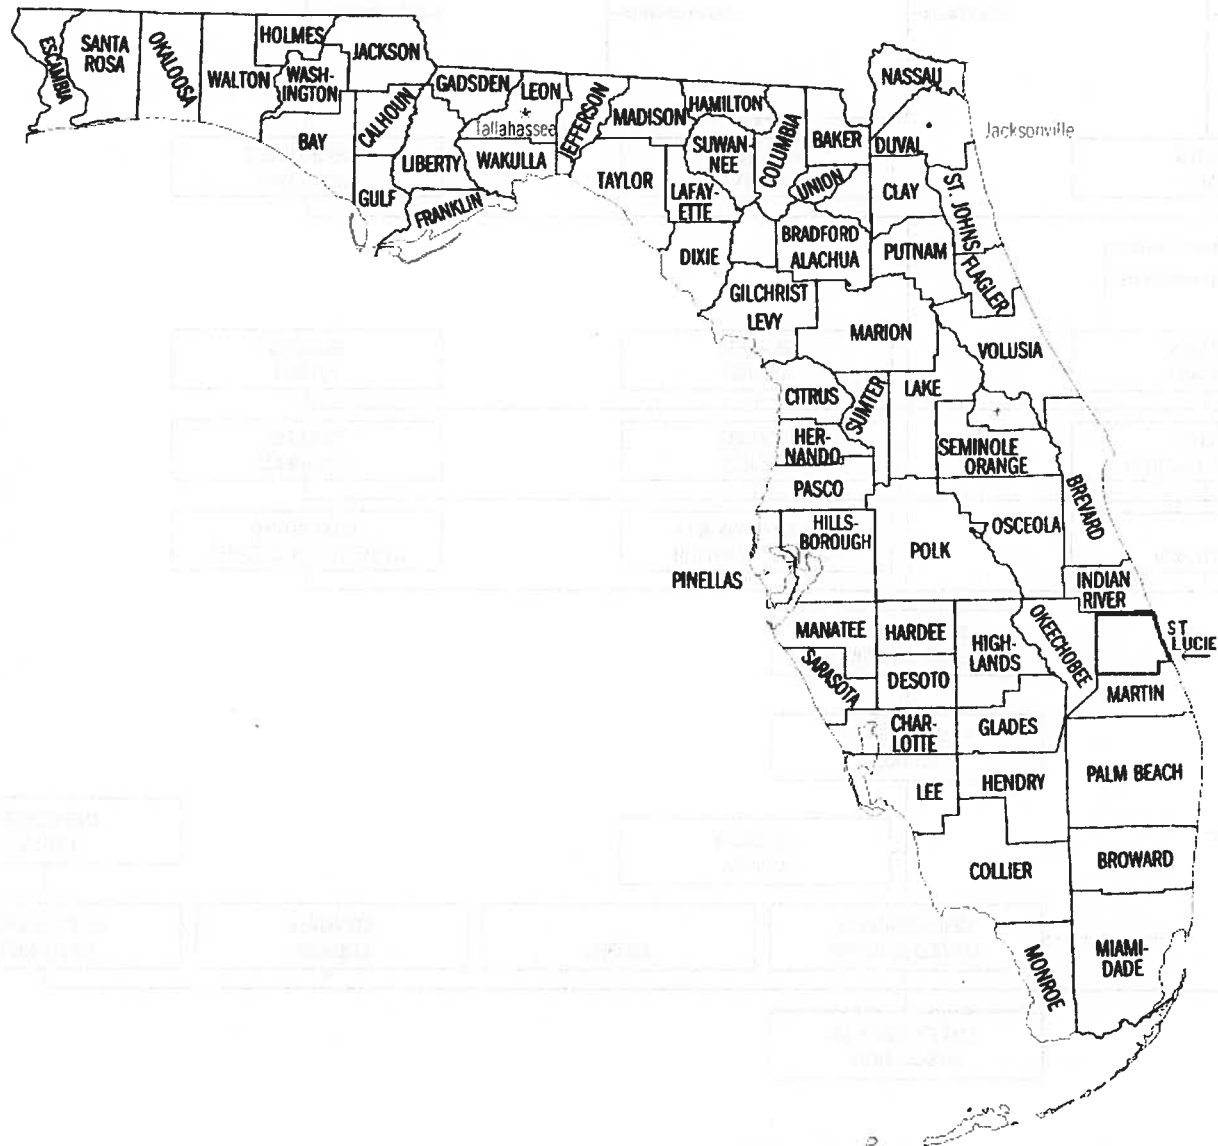 ESCAMBIA
SANTA
ROSA
OKALOOSA
WALTON
HOLMES
WASH-
INGTON
JACKSON
BAY
CALHOUN
GULF
GADSDEN
LIBERTY
FRANKLIN
LEON
Tallahassee
WAKULLA
JEFFERSON
MADISON
TAYLOR
HAMILTON
SUWAN-
NEE
LAFAY-
ETTE
DIXIE
COLUMBIA
BAKER
UNION
BRADFORD
ALACHUA
GILCHRIST
LEVY
NASSAU
DUVAL
Jacksonville
CLAY
ST. JOHNS
PUTNAM
FLAGLER
MARION
VOLUSIA
CITRUS
SUMTER
LAKE
HER-
NANDO
SEMINOLE
ORANGE
PASCO
BREVARD
HILLS-
BOROUGH
PINELLAS
POLK
OSCEOLA
INDIAN
RIVER
MANATEE
HARDEE
HIGH-
LANDS
OKEECHOBEE
ST
LUCIE
SARASOTA
DESOTO
MARTIN
CHAR-
LOTTE
GLADES
LEE
HENDRY
PALM BEACH
COLLIER
BROWARD
MONROE
MIAMI-
DADE